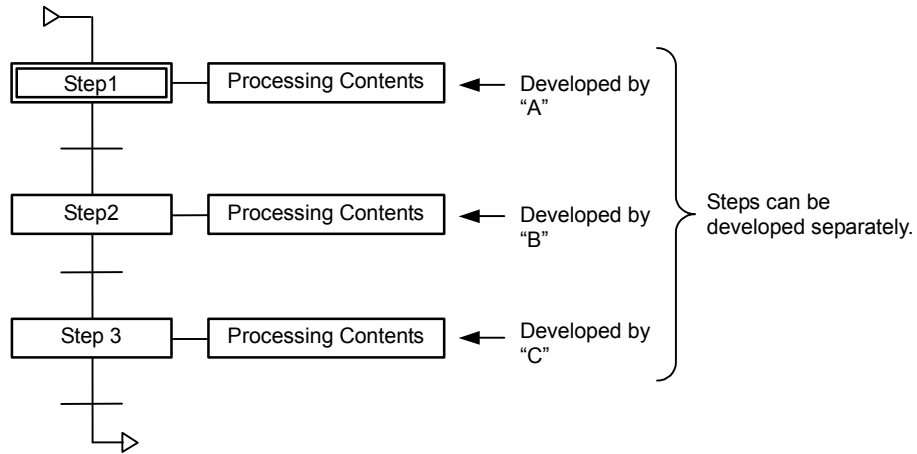 Step1
Processing Contents
Developed by
“A”
Step2
Processing Contents
Developed by
“B”
Steps can be
developed separately.
Step 3
Processing Contents
Developed by
“C”